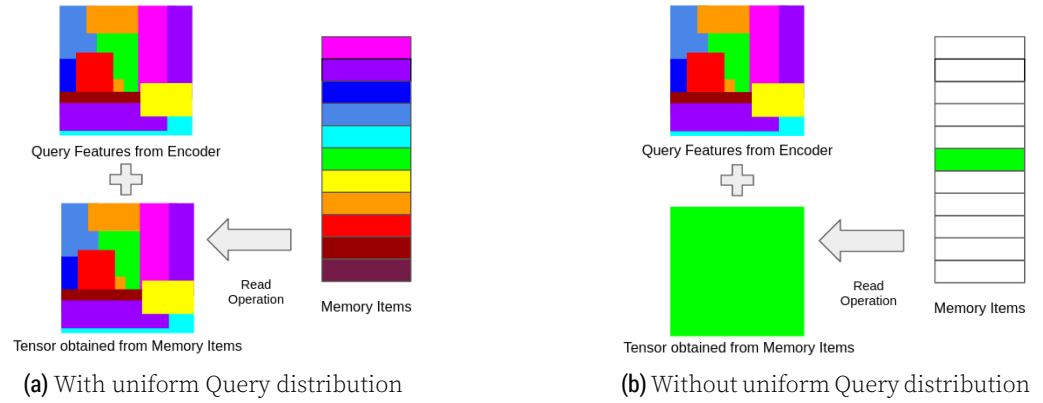 Query Features from Encoder
Read
Operation
Memory Items
Tensor obtained from Memory Items
(a) With uniform Query distribution
Query Features from Encoder
Read
Operation
Memory Items
Tensor obtained from Memory Items
(b) Without uniform Query distribution